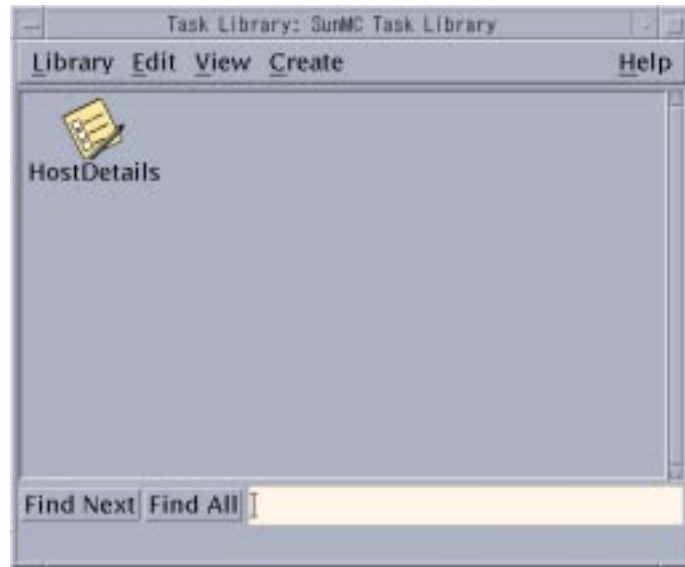 Task Library: SunMC Task Library
Library Edit View Create Help
HostDetails
Find Next Find All